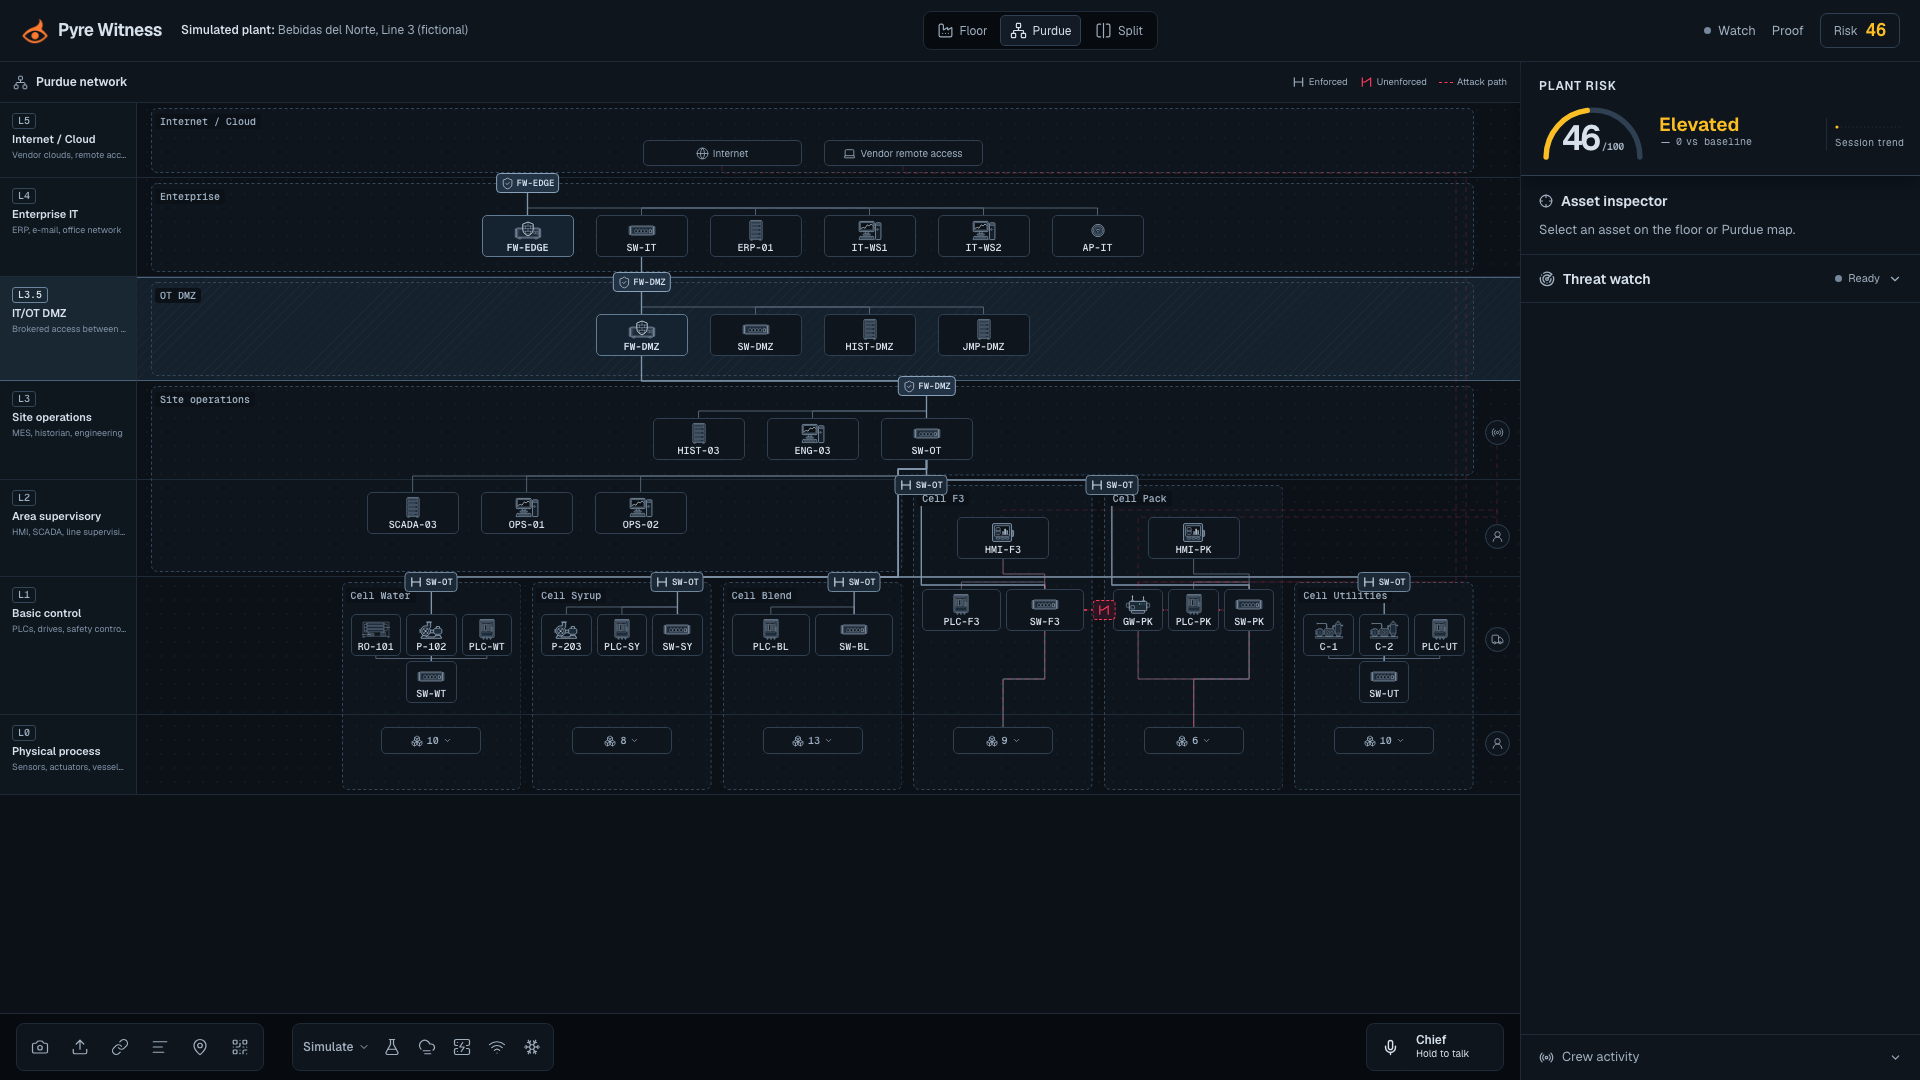 Pyre Witness
Simulated plant: Bebidas del Norte, Line 3 (fictional)
Floor
Purdue
Split
Watch
Proof
Risk 46
Purdue network
Enforced
Unenforced
Attack path
L5
Internet / Cloud
Vendor clouds, remote acc...
Internet / Cloud
Internet
Vendor remote access
L4
Enterprise IT
ERP, e-mail, office network
Enterprise
FW-EDGE
FW-EDGE
SW-IT
ERP-01
IT-WS1
IT-WS2
AP-IT
L3.5
IT/OT DMZ
Brokered access between ...
OT DMZ
FW-DMZ
FW-DMZ
SW-DMZ
HIST-DMZ
JMP-DMZ
L3
Site operations
MES, historian, engineering
Site operations
FW-DMZ
HIST-03
ENG-03
SW-OT
L2
Area supervisory
HMI, SCADA, line supervisi...
SCADA-03
OPS-01
OPS-02
SW-OT
Cell F3
HMI-F3
SW-OT
Cell Pack
HMI-PK
L1
Basic control
PLCs, drives, safety contro...
SW-OT
Cell Water
RO-101
P-102
PLC-WT
SW-WT
SW-OT
Cell Syrup
P-203
PLC-SY
SW-SY
SW-OT
Cell Blend
PLC-BL
SW-BL
PLC-F3
SW-F3
GW-PK
PLC-PK
SW-PK
SW-OT
Cell Utilities
C-1
C-2
PLC-UT
SW-UT
L0
Physical process
Sensors, actuators, vessel...
10
8
13
9
6
10
PLANT RISK
46/100
Elevated
— 0 vs baseline
Session trend
Asset inspector
Select an asset on the floor or Purdue map.
Threat watch
Ready
Simulate
Chief
Hold to talk
Crew activity